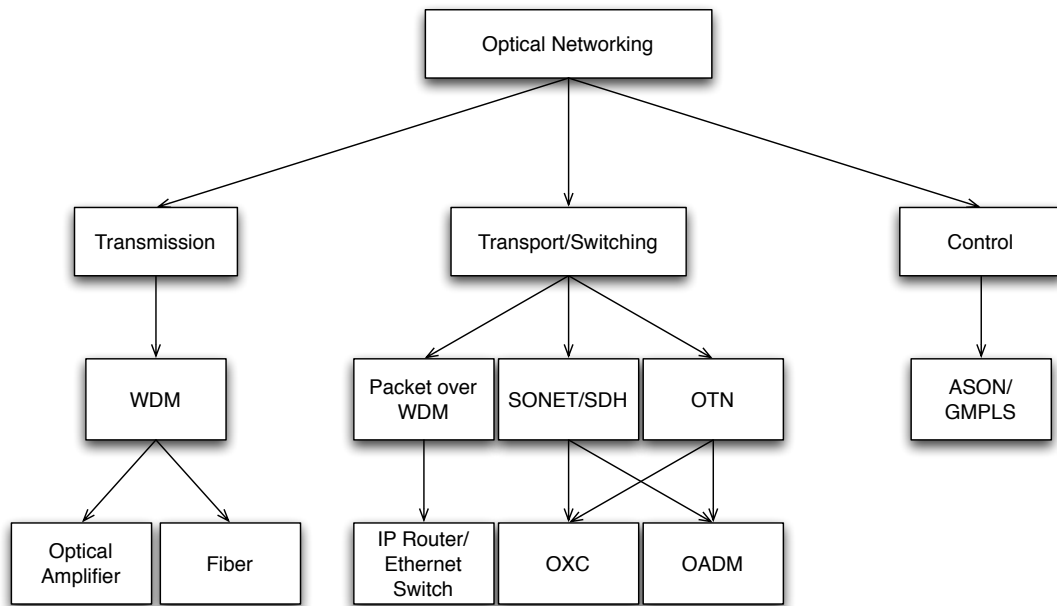 Optical Networking
Transmission
Transport/Switching
Control
WDM
Packet over
WDM
SONET/SDH
OTN
ASON/
GMPLS
Optical
Amplifier
Fiber
IP Router/
Ethernet
Switch
OXC
OADM